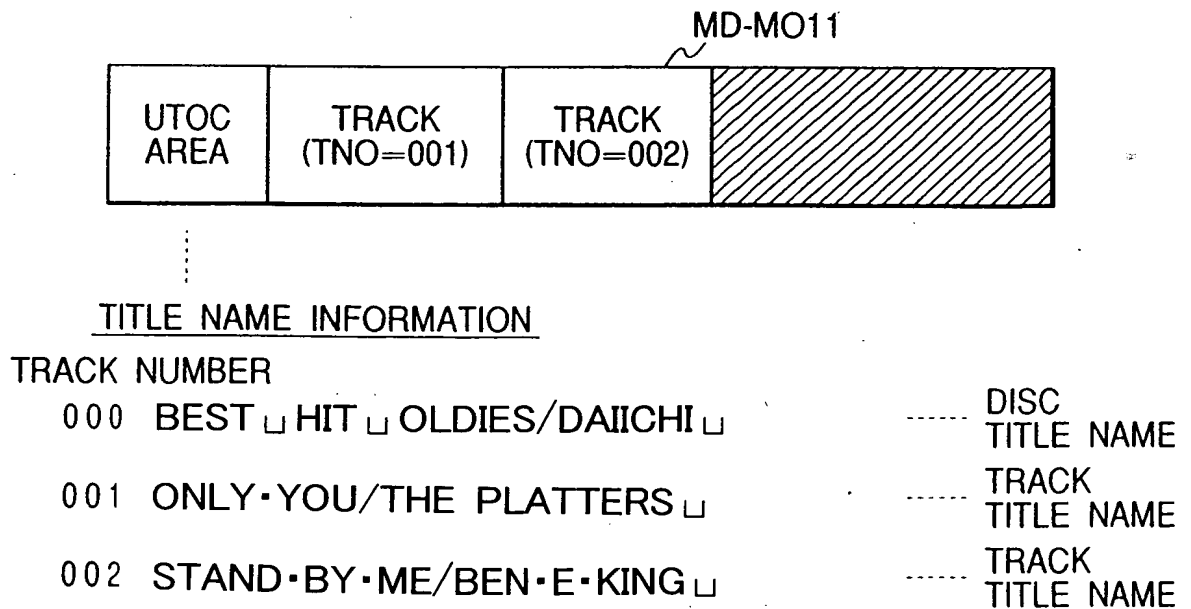 MD-MO11
UTOC AREA
TRACK (TNO=001)
TRACK (TNO=002)
TITLE NAME INFORMATION
TRACK NUMBER
000 BEST␣HIT␣OLDIES/DAIICHI␣ ...... DISC TITLE NAME
001 ONLY·YOU/THE PLATTERS␣ ...... TRACK TITLE NAME
002 STAND·BY·ME/BEN·E·KING␣ ...... TRACK TITLE NAME